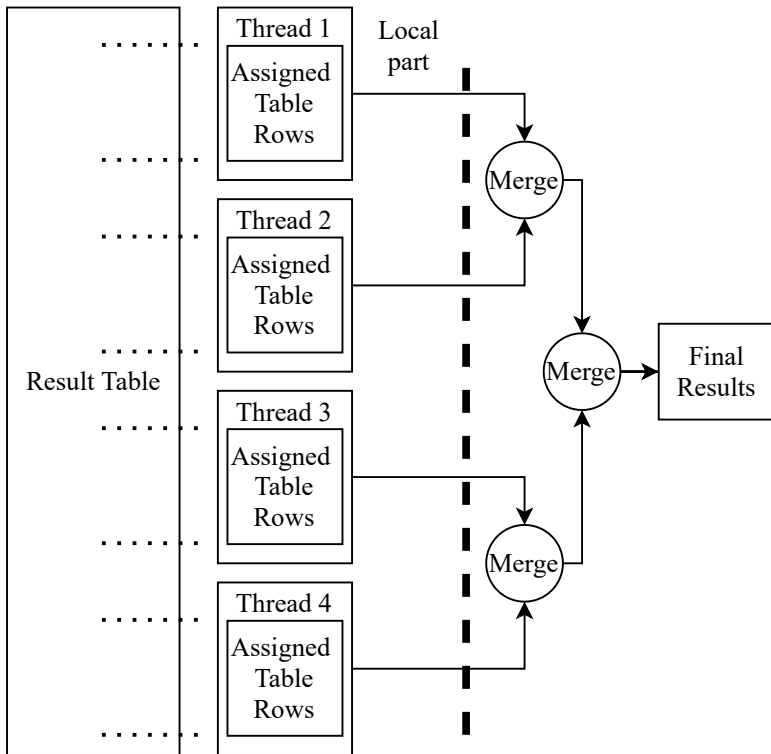 Thread 1
Assigned
Table
Rows
Local
part
Merge
Thread 2
Assigned
Table
Rows
Result Table
Merge
Final
Results
Thread 3
Assigned
Table
Rows
Merge
Thread 4
Assigned
Table
Rows